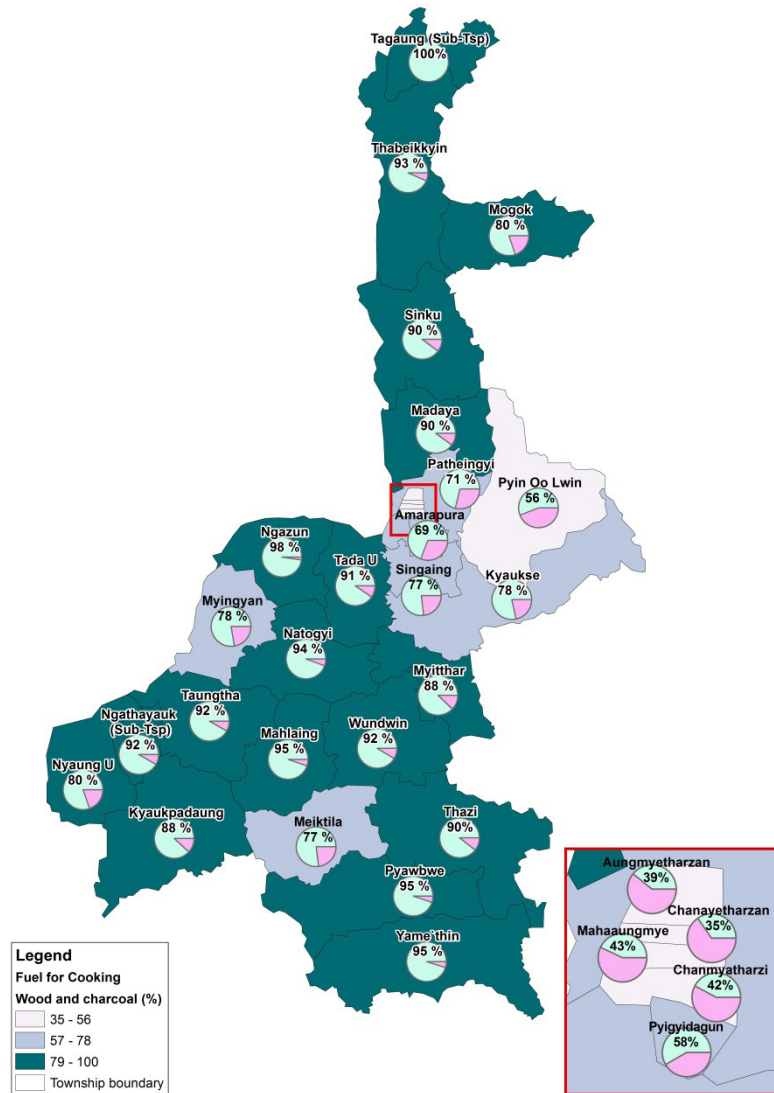 Tagaung (Sub-Tsp)
100%
Thabeikkyin
93 %
Mogok
80 %
Sinku
90 %
Madaya
90 %
Patheingyi
71 %
Pyin Oo Lwin
56 %
Amarapura
69 %
Ngazun
98 %
Tada U
91 %
Singaing
77 %
Kyaukse
78 %
Myingyan
78 %
Natogyi
94 %
Myitthar
88 %
Taungtha
92 %
Ngathayauk
(Sub-Tsp)
92 %
Mahlaing
95 %
Wundwin
92 %
Nyaung U
80 %
Kyaukpadaung
88 %
Meiktila
77 %
Thazi
90%
Pyawbwe
95 %
Yame`thin
95 %
Aungmyetharzan
39%
Chanayetharzan
35%
Mahaaungmye
43%
Chanmyatharzi
42%
Pyigyidagun
58%
Legend
Fuel for Cooking
Wood and charcoal (%)
35 - 56
57 - 78
79 - 100
Township boundary